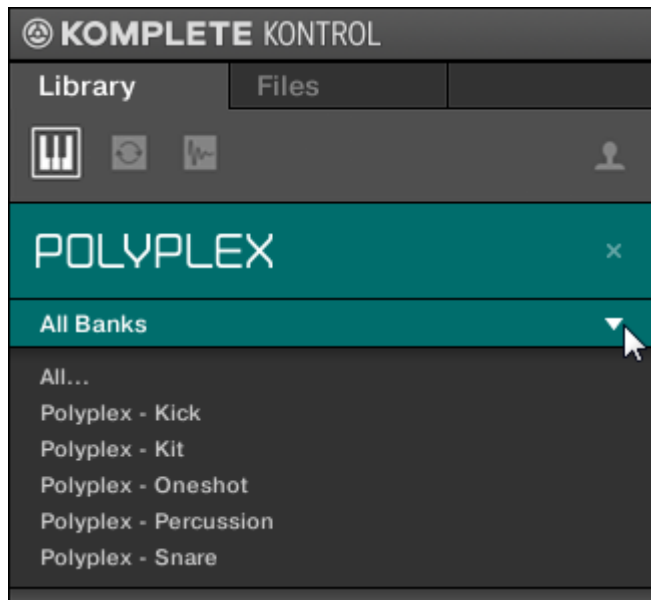 KOMPLETE KONTROL
Library Files
POLYPLEX
All Banks
All...
Polyplex - Kick
Polyplex - Kit
Polyplex - Oneshot
Polyplex - Percussion
Polyplex - Snare